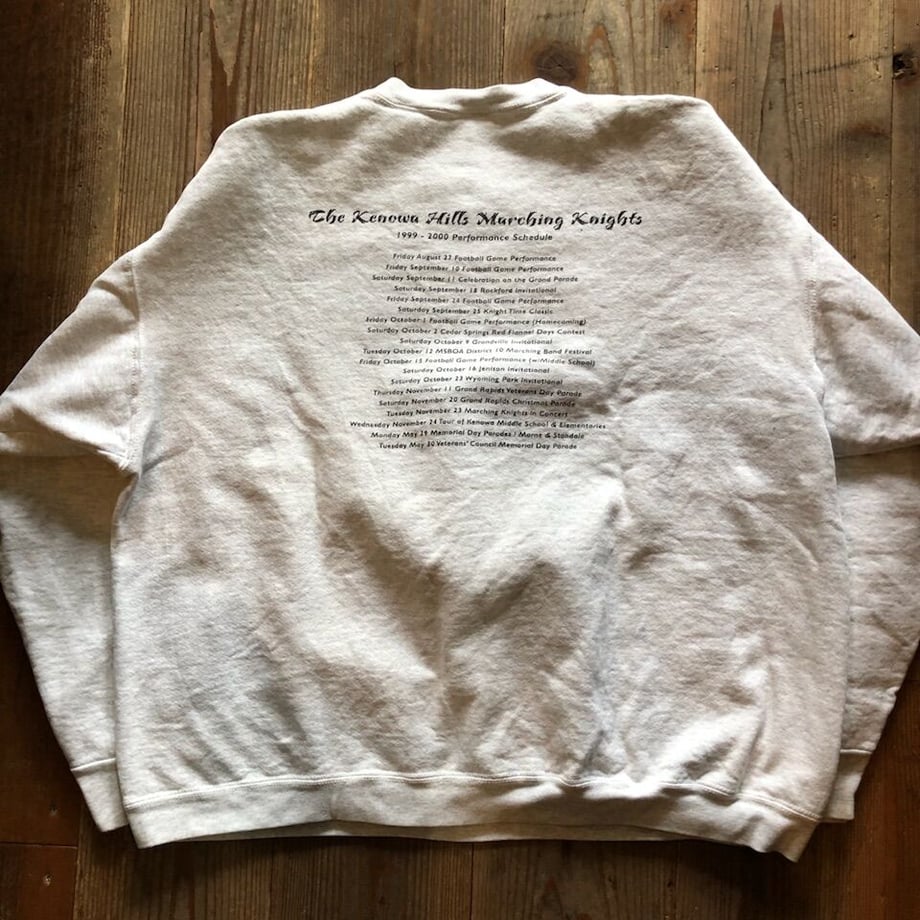 The Kenowa Hills Marching Knights
1999 - 2000 Performance Schedule
Friday August 27 Football Game Performance
Friday September 10 Football Game Performance
Saturday September 11 Celebration on the Grand Parade
Saturday September 18 Rockford Invitational
Friday September 24 Football Game Performance
Saturday September 25 Knight Time Classic
Friday October 1 Football Game Performance (Homecoming)
Saturday October 2 Cedar Springs Red Flannel Days Contest
Saturday October 9 Grandville Invitational
Tuesday October 12 MSBOA District 10 Marching Band Festival
Friday October 15 Football Game Performance (w/Middle School)
Saturday October 16 Jenison Invitational
Saturday October 23 Wyoming Park Invitational
Thursday November 11 Grand Rapids Veterans Day Parade
Saturday November 20 Grand Rapids Christmas Parade
Tuesday November 23 Marching Knights in Concert
Wednesday November 24 Tour of Kenowa Middle School & Elementaries
Monday May 29 Memorial Day Parades / Marne & Standale
Tuesday May 30 Veterans' Council Memorial Day Parade